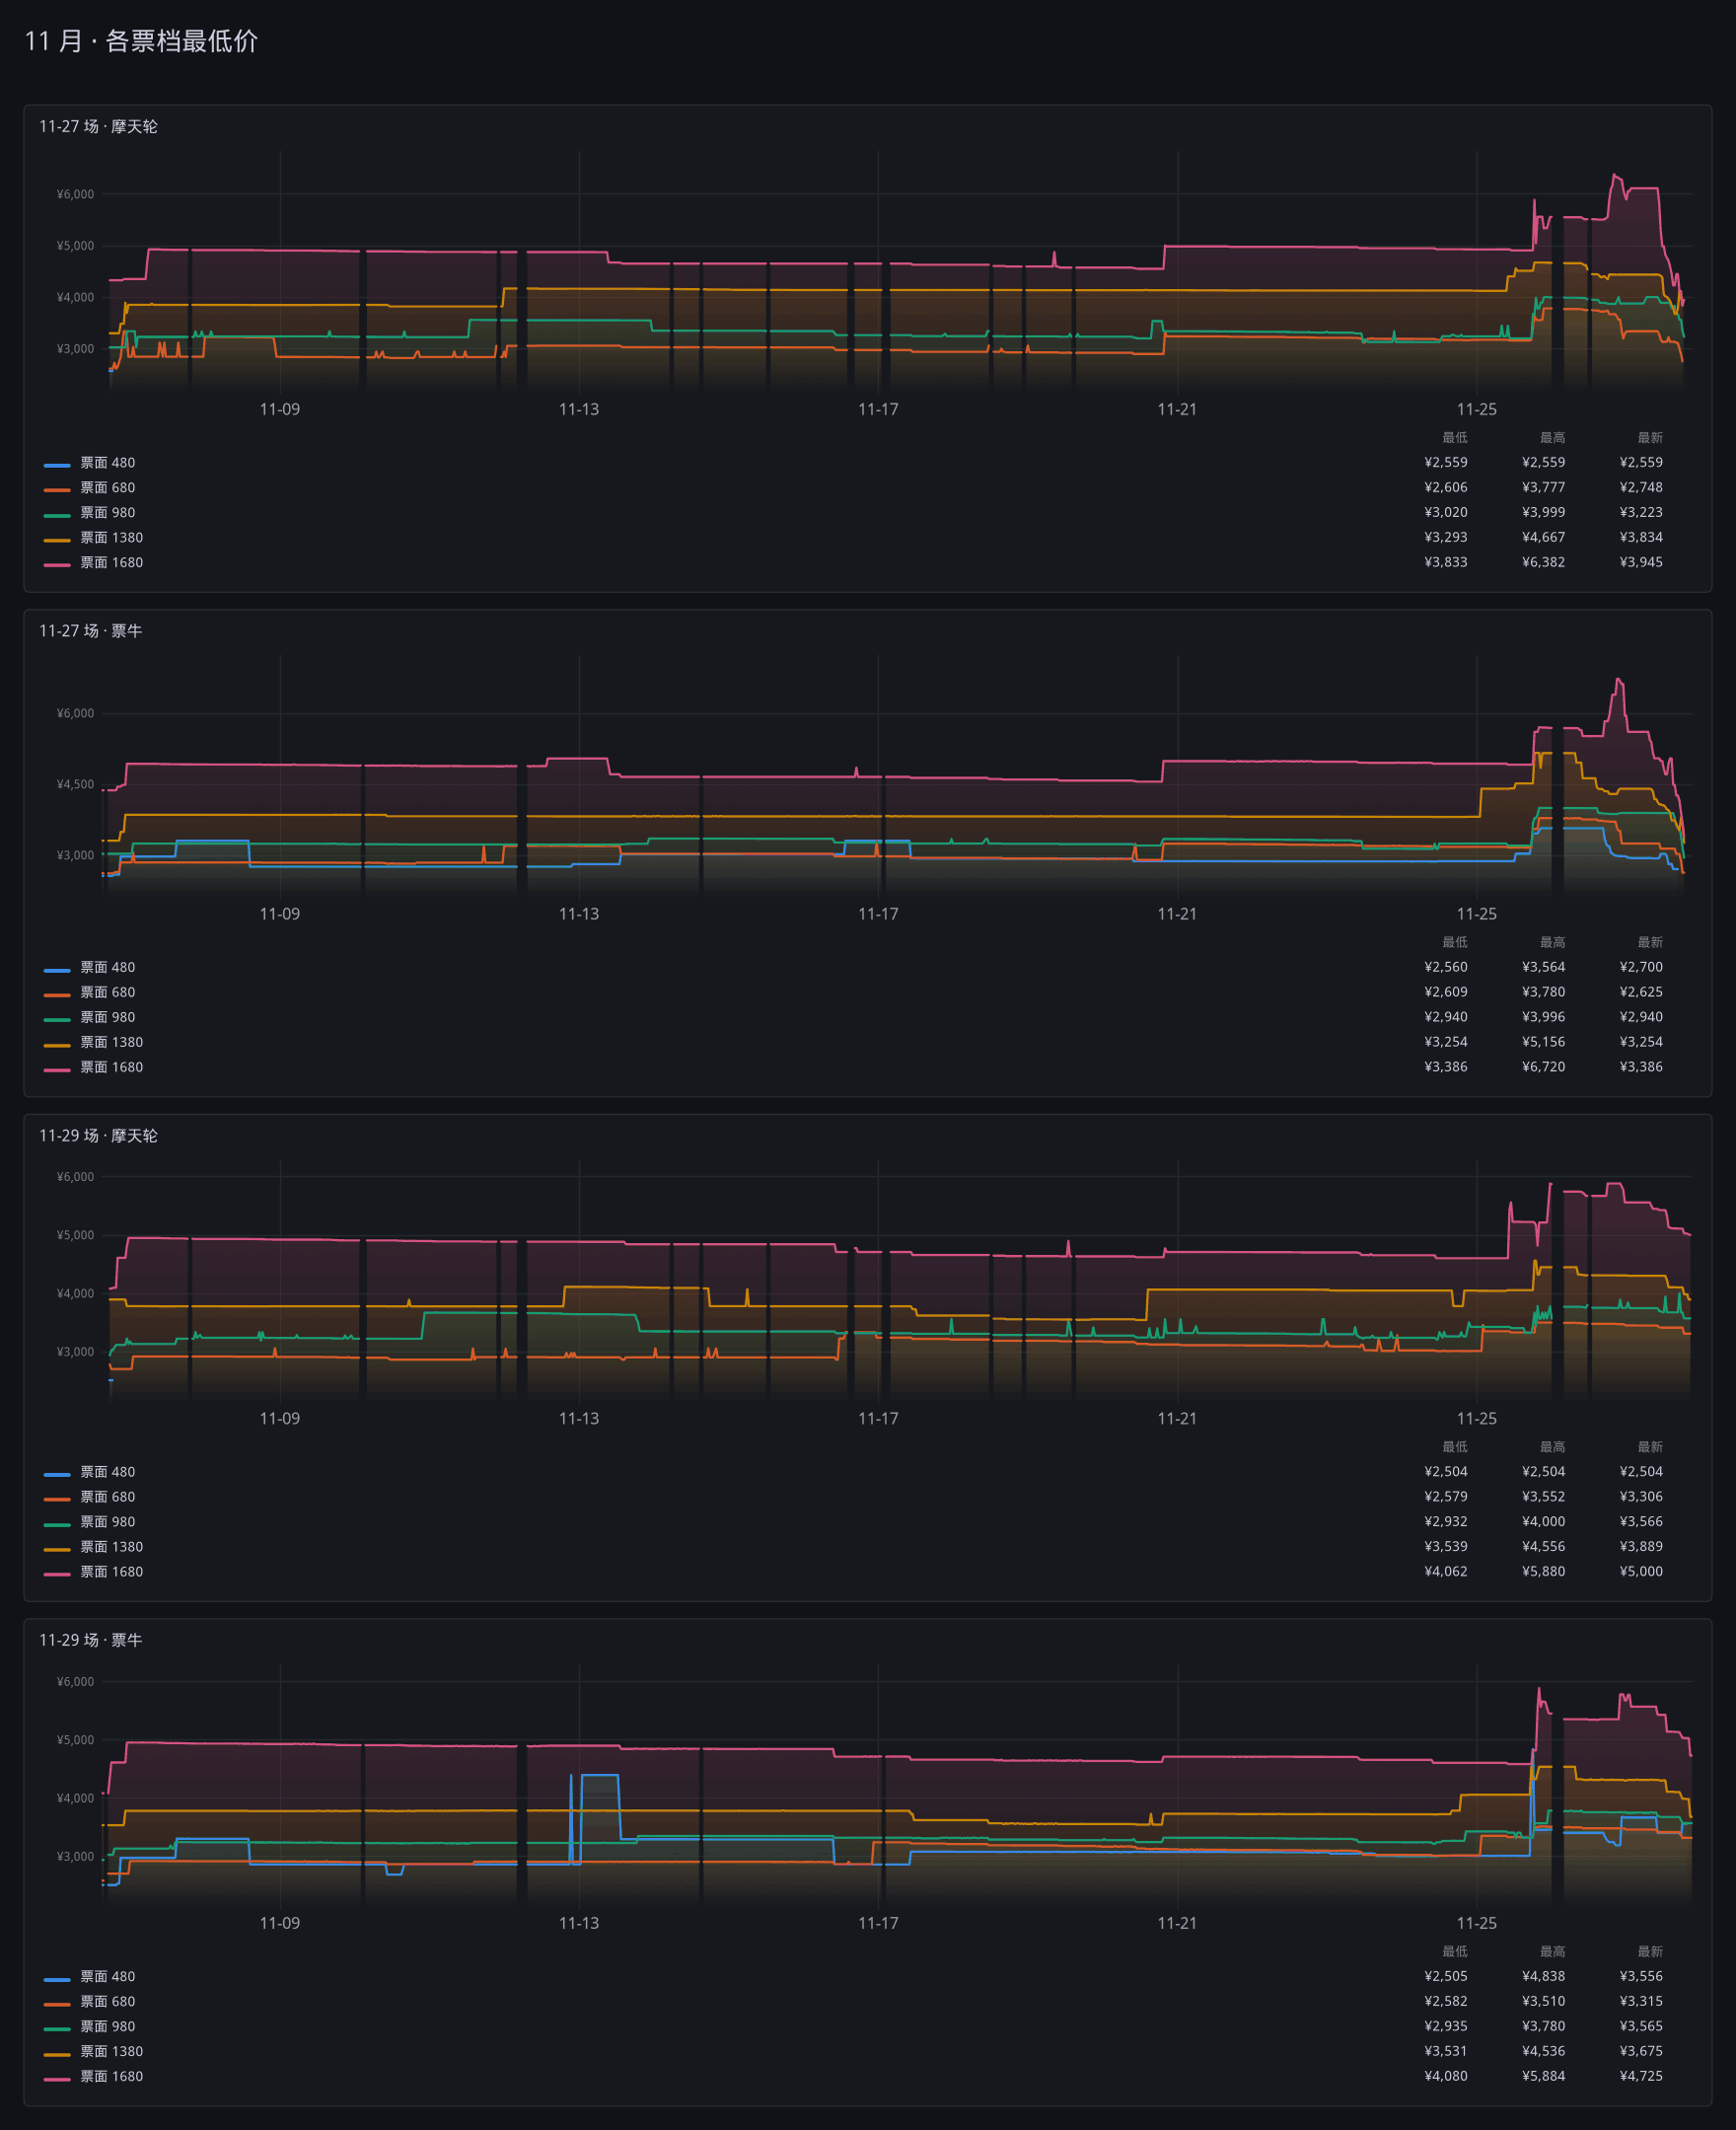 11 月 · 各票档最低价
11-27 场 · 摩天轮
¥6,000
¥5,000
¥4,000
¥3,000
11-09 11-13 11-17 11-21 11-25
最低 最高 最新
票面 480 ¥2,559 ¥2,559 ¥2,559
票面 680 ¥2,606 ¥3,777 ¥2,748
票面 980 ¥3,020 ¥3,999 ¥3,223
票面 1380 ¥3,293 ¥4,667 ¥3,834
票面 1680 ¥3,833 ¥6,382 ¥3,945
11-27 场 · 票牛
¥6,000
¥4,500
¥3,000
11-09 11-13 11-17 11-21 11-25
最低 最高 最新
票面 480 ¥2,560 ¥3,564 ¥2,700
票面 680 ¥2,609 ¥3,780 ¥2,625
票面 980 ¥2,940 ¥3,996 ¥2,940
票面 1380 ¥3,254 ¥5,156 ¥3,254
票面 1680 ¥3,386 ¥6,720 ¥3,386
11-29 场 · 摩天轮
¥6,000
¥5,000
¥4,000
¥3,000
11-09 11-13 11-17 11-21 11-25
最低 最高 最新
票面 480 ¥2,504 ¥2,504 ¥2,504
票面 680 ¥2,579 ¥3,552 ¥3,306
票面 980 ¥2,932 ¥4,000 ¥3,566
票面 1380 ¥3,539 ¥4,556 ¥3,889
票面 1680 ¥4,062 ¥5,880 ¥5,000
11-29 场 · 票牛
¥6,000
¥5,000
¥4,000
¥3,000
11-09 11-13 11-17 11-21 11-25
最低 最高 最新
票面 480 ¥2,505 ¥4,838 ¥3,556
票面 680 ¥2,582 ¥3,510 ¥3,315
票面 980 ¥2,935 ¥3,780 ¥3,565
票面 1380 ¥3,531 ¥4,536 ¥3,675
票面 1680 ¥4,080 ¥5,884 ¥4,725